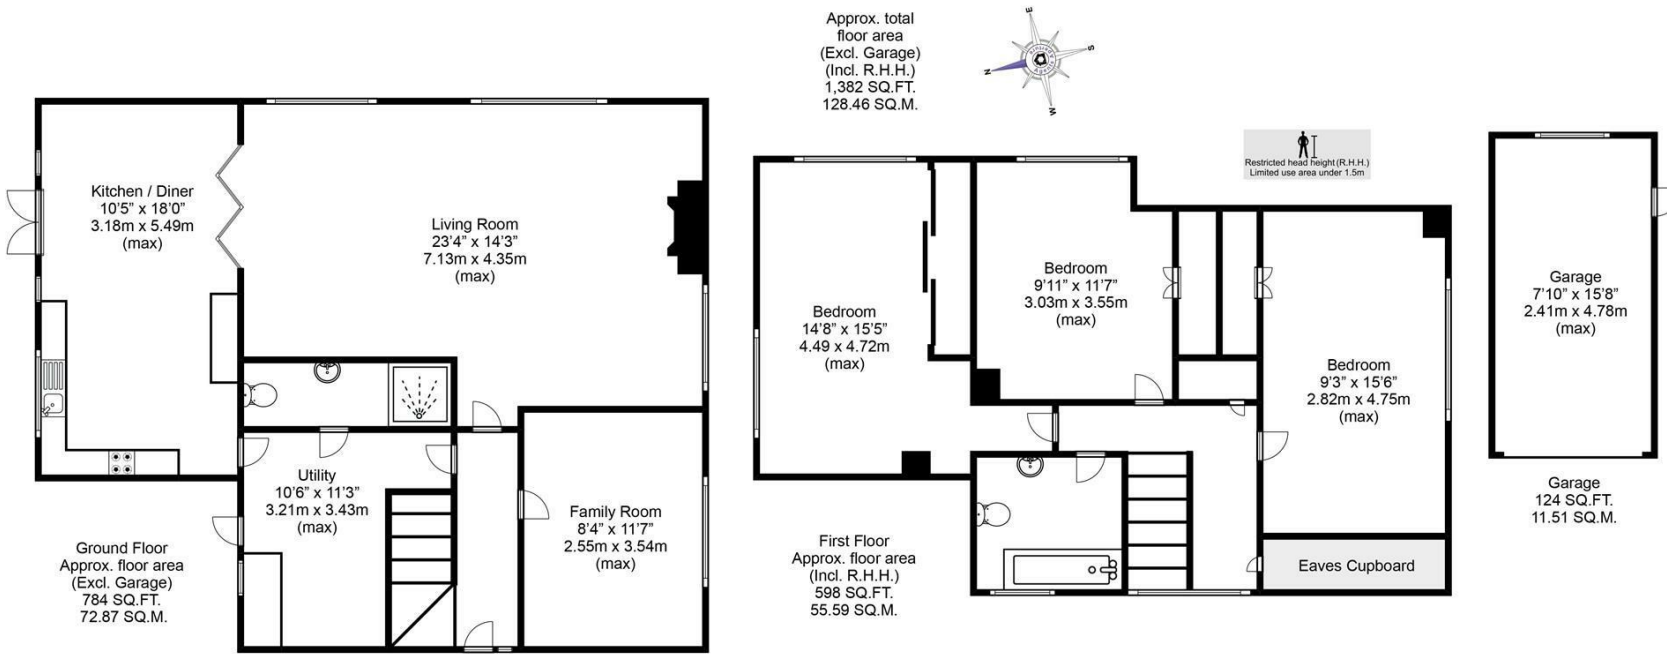 Approx. total
floor area
(Excl. Garage)
(Incl. R.H.H.)
1,382 SQ.FT.
128.46 SQ.M.
E
S
N
W
Restricted head height (R.H.H.)
Limited use area under 1.5m
Kitchen / Diner
10'5" x 18'0"
3.18m x 5.49m
(max)
Living Room
23'4" x 14'3"
7.13m x 4.35m
(max)
Utility
10'6" x 11'3"
3.21m x 3.43m
(max)
Family Room
8'4" x 11'7"
2.55m x 3.54m
(max)
Ground Floor
Approx. floor area
(Excl. Garage)
784 SQ.FT.
72.87 SQ.M.
Bedroom
14'8" x 15'5"
4.49 x 4.72m
(max)
Bedroom
9'11" x 11'7"
3.03m x 3.55m
(max)
Bedroom
9'3" x 15'6"
2.82m x 4.75m
(max)
Eaves Cupboard
First Floor
Approx. floor area
(Incl. R.H.H.)
598 SQ.FT.
55.59 SQ.M.
Garage
7'10" x 15'8"
2.41m x 4.78m
(max)
Garage
124 SQ.FT.
11.51 SQ.M.